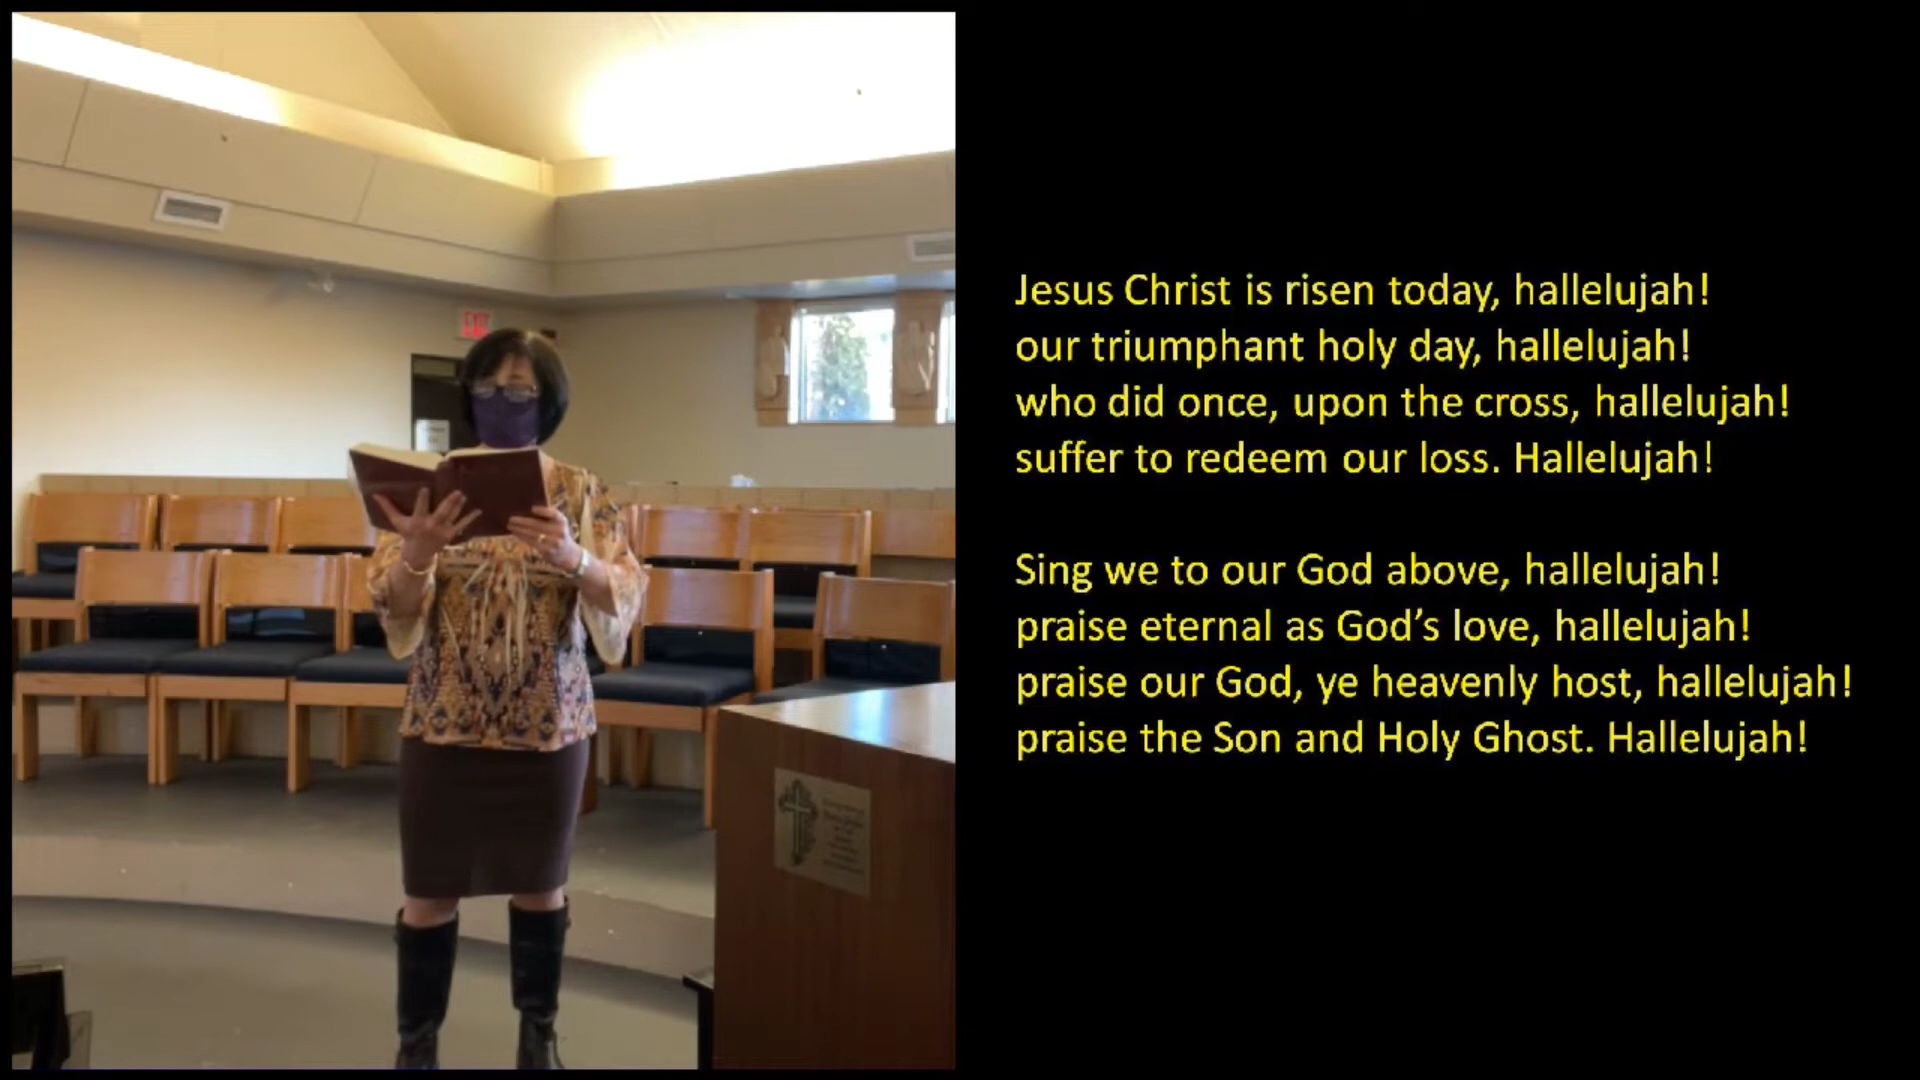 EXIT
Jesus Christ is risen today, hallelujah!
our triumphant holy day, hallelujah!
who did once, upon the cross, hallelujah!
suffer to redeem our loss. Hallelujah!
Sing we to our God above, hallelujah!
praise eternal as God’s love, hallelujah!
praise our God, ye heavenly host, hallelujah!
praise the Son and Holy Ghost. Hallelujah!